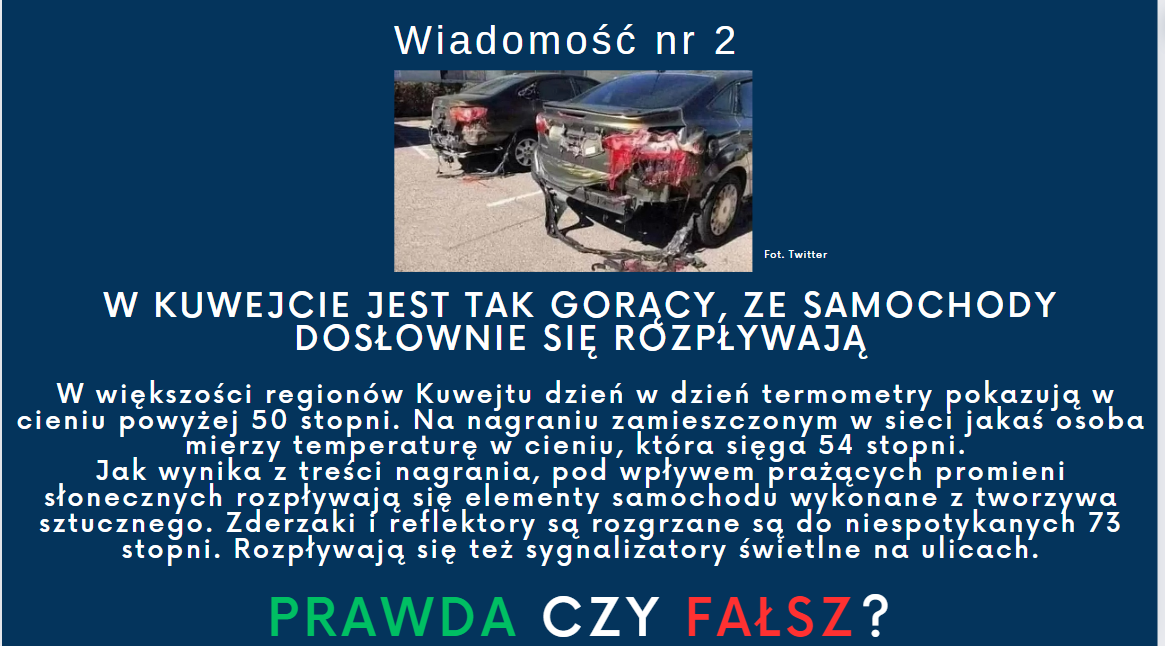 Wiadomość nr 2
Fot. Twitter
W KUWEJCIE JEST TAK GORĄCY, ZE SAMOCHODY
DOSŁOWNIE SIĘ ROZPŁYWAJĄ
W większości regionów Kuwejtu dzień w dzień termometry pokazują w
cieniu powyżej 50 stopni. Na nagraniu zamieszczonym w sieci jakaś osoba
mierzy temperaturę w cieniu, która sięga 54 stopni.
Jak wynika z treści nagrania, pod wpływem prażących promieni
słonecznych rozpływają się elementy samochodu wykonane z tworzywa
sztucznego. Zderzaki i reflektory są rozgrzane są do niespotykanych 73
stopni. Rozpływają się też sygnalizatory świetlne na ulicach.
PRAWDA CZY FAŁSZ?